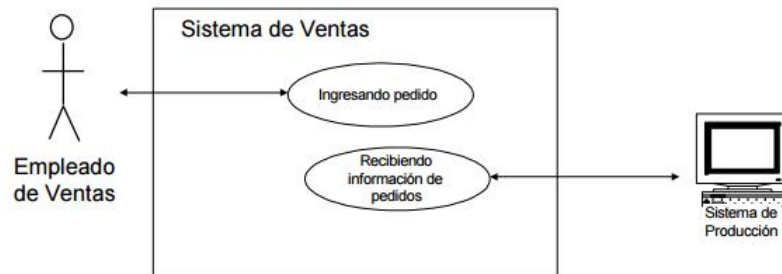 Sistema de Ventas
Ingresando pedido
Empleado
de Ventas
Recibiendo
información de
pedidos
Sistema de
Producción